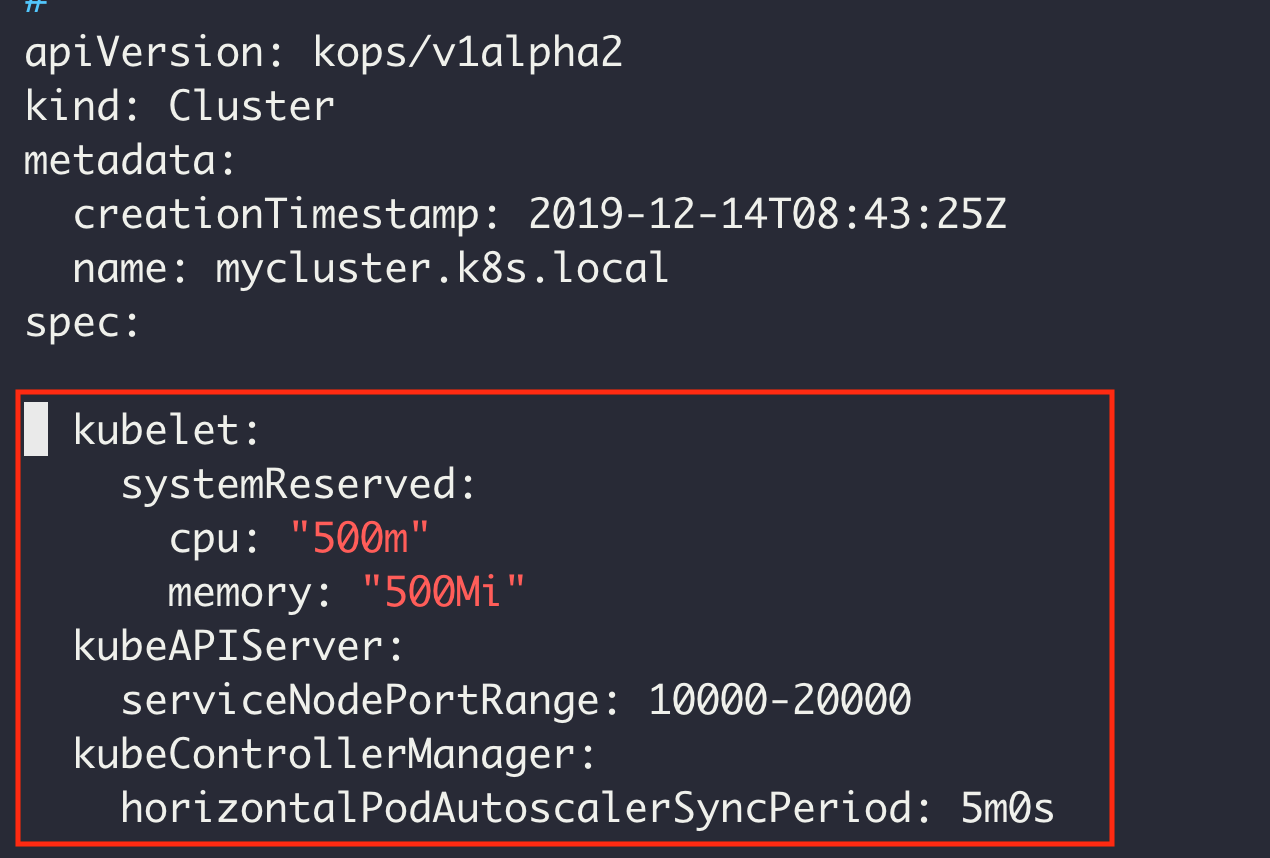 #
apiVersion: kops/v1alpha2
kind: Cluster
metadata:
  creationTimestamp: 2019-12-14T08:43:25Z
  name: mycluster.k8s.local
spec:
  kubelet:
    systemReserved:
      cpu: "500m"
      memory: "500Mi"
  kubeAPIServer:
    serviceNodePortRange: 10000-20000
  kubeControllerManager:
    horizontalPodAutoscalerSyncPeriod: 5m0s